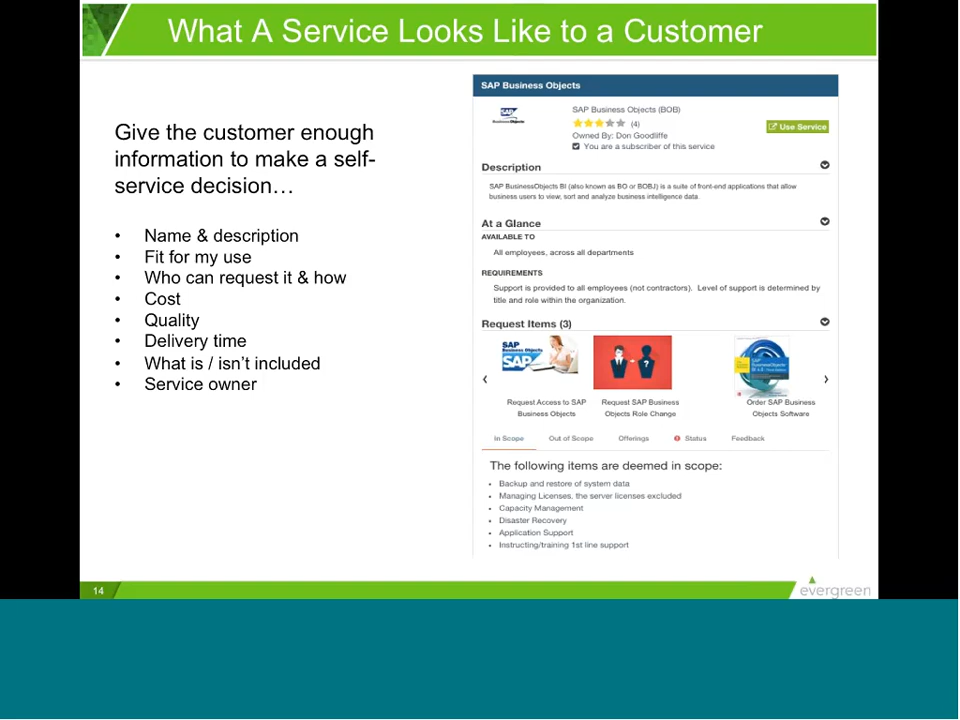 What A Service Looks Like to a Customer
Give the customer enough
information to make a self-
service decision…
• Name & description
• Fit for my use
• Who can request it & how
• Cost
• Quality
• Delivery time
• What is / isn't included
• Service owner
SAP Business Objects
SAP
Business Objects
SAP Business Objects (BOB)
(4)
Owned By: Don Goodliffe
You are a subscriber of this service
Use Service
Description
SAP BusinessObjects BI (also known as BO or BOBJ) is a suite of front-end applications that allow
business users to view, sort and analyze business intelligence data.
At a Glance
AVAILABLE TO
All employees, across all departments
REQUIREMENTS
Support is provided to all employees (not contractors). Level of support is determined by
title and role within the organization.
Request Items (3)
SAP
Business Objects
SAP
?
Request Access to SAP
Business Objects
Request SAP Business
Objects Role Change
Order SAP Business
Objects Software
In Scope Out of Scope Offerings Status Feedback
The following items are deemed in scope:
• Backup and restore of system data
• Managing Licenses, the server licenses excluded
• Capacity Management
• Disaster Recovery
• Application Support
• Instructing/training 1st line support
14
evergreen